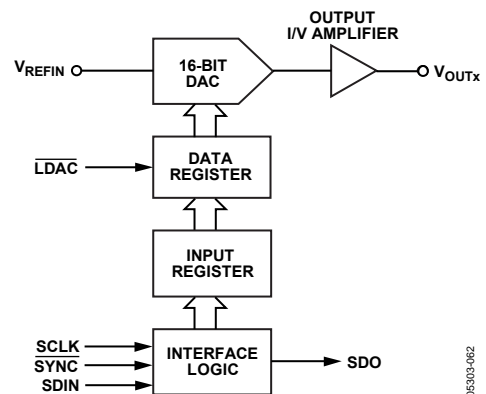 OUTPUT
I/V AMPLIFIER
VREFIN
16-BIT
DAC
VOUTx
LDAC
DATA
REGISTER
INPUT
REGISTER
SCLK
SYNC
SDIN
INTERFACE
LOGIC
SDO
05303-062